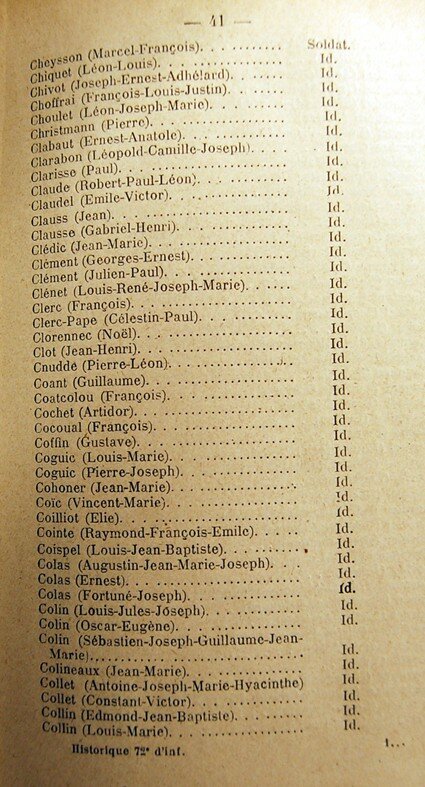 — 41 —
Cheysson (Marcel-François). . . . . . . . . . Soldat.
Chiquet (Léon-Louis). . . . . . . . . . Id.
Chivot (Joseph-Ernest-Adhélard). . . . . . . . . . Id.
Choffrai (François-Louis-Justin). . . . . . . . . . Id.
Choulet (Léon-Joseph-Marie). . . . . . . . . . Id.
Christmann (Pierre). . . . . . . . . . Id.
Clabaut (Ernest-Anatole). . . . . . . . . . Id.
Clarabon (Léopold-Camille-Joseph). . . . . . . . . . Id.
Clarisse (Paul). . . . . . . . . . Id.
Claude (Robert-Paul-Léon). . . . . . . . . . Id.
Claudel (Emile-Victor). . . . . . . . . . Id.
Clauss (Jean). . . . . . . . . . Id.
Clausse (Gabriel-Henri). . . . . . . . . . Id.
Clédic (Jean-Marie). . . . . . . . . . Id.
Clément (Georges-Ernest). . . . . . . . . . Id.
Clément (Julien-Paul). . . . . . . . . . Id.
Clénet (Louis-René-Joseph-Marie). . . . . . . . . . Id.
Clerc (François). . . . . . . . . . Id.
Clerc-Pape (Célestin-Paul). . . . . . . . . . Id.
Clorennec (Noël). . . . . . . . . . Id.
Clot (Jean-Henri). . . . . . . . . . Id.
Cnudde (Pierre-Léon). . . . . . . . . . Id.
Coant (Guillaume). . . . . . . . . . Id.
Coatcolou (François). . . . . . . . . . Id.
Cochet (Artidor). . . . . . . . . . Id.
Cocoual (François). . . . . . . . . . Id.
Coffin (Gustave). . . . . . . . . . Id.
Coguic (Louis-Marie). . . . . . . . . . Id.
Coguic (Pierre-Joseph). . . . . . . . . . Id.
Cohoner (Jean-Marie). . . . . . . . . . Id.
Coïc (Vincent-Marie). . . . . . . . . . Id.
Coilliot (Elie). . . . . . . . . . Id.
Cointe (Raymond-François-Emile). . . . . . . . . . Id.
Coispel (Louis-Jean-Baptiste). . . . . . . . . . Id.
Colas (Augustin-Jean-Marie-Joseph). . . . . . . . . . Id.
Colas (Ernest). . . . . . . . . . Id.
Colas (Fortuné-Joseph). . . . . . . . . . Id.
Colin (Louis-Jules-Joseph). . . . . . . . . . Id.
Colin (Oscar-Eugène). . . . . . . . . . Id.
Colin (Sébastien-Joseph-Guillaume-Jean-
Marie). . . . . . . . . . Id.
Colineaux (Jean-Marie). . . . . . . . . . Id.
Collet (Antoine-Joseph-Marie-Hyacinthe) Id.
Collet (Constant-Victor). . . . . . . . . . Id.
Collin (Edmond-Jean-Baptiste). . . . . . . . . . Id.
Collin (Louis-Marie). . . . . . . . . . Id.
Historique 72e d'inf. 1...